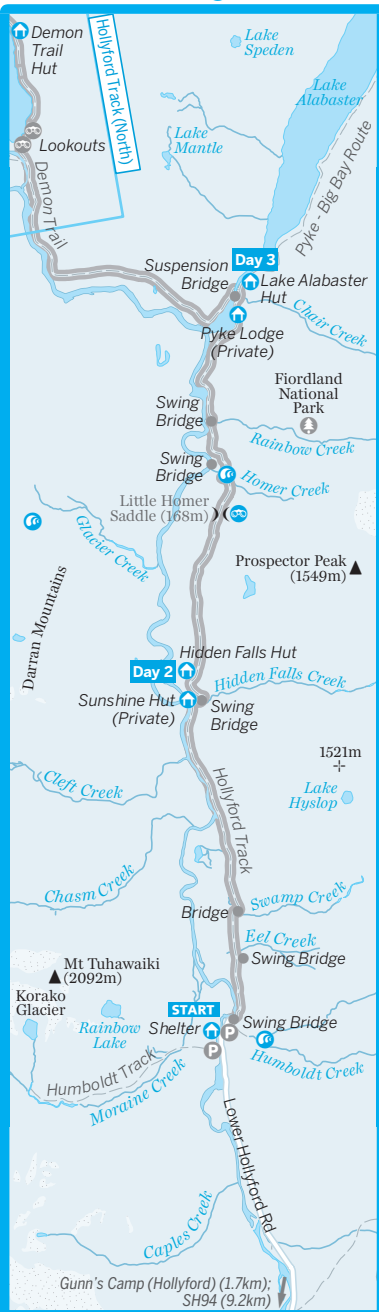 Demon
Trail
Hut
Hollyford Track (North)
Lake
Speden
Lake
Alabaster
Lookouts
Lake
Mantle
Demon Trail
Pyke - Big Bay Route
Suspension
Bridge
Day 3
Lake Alabaster
Hut
Chair Creek
Pyke Lodge
(Private)
Fiordland
National
Park
Swing
Bridge
Rainbow Creek
Swing
Bridge
Homer Creek
Little Homer
Saddle (168m)
Glacier Creek
Prospector Peak
(1549m)
Darran Mountains
Hidden Falls Hut
Day 2
Hidden Falls Creek
Sunshine Hut
(Private)
Swing
Bridge
1521m
Cleft Creek
Lake
Hyslop
Hollyford Track
Chasm Creek
Swamp Creek
Bridge
Eel Creek
Swing Bridge
Mt Tuhawaiki
(2092m)
Korako
Glacier
START
Rainbow
Lake
Shelter
P
Swing Bridge
P
Humboldt Creek
Humboldt Track
Moraine Creek
Lower Hollyford Rd
Caples Creek
Gunn's Camp (Hollyford) (1.7km);
SH94 (9.2km)